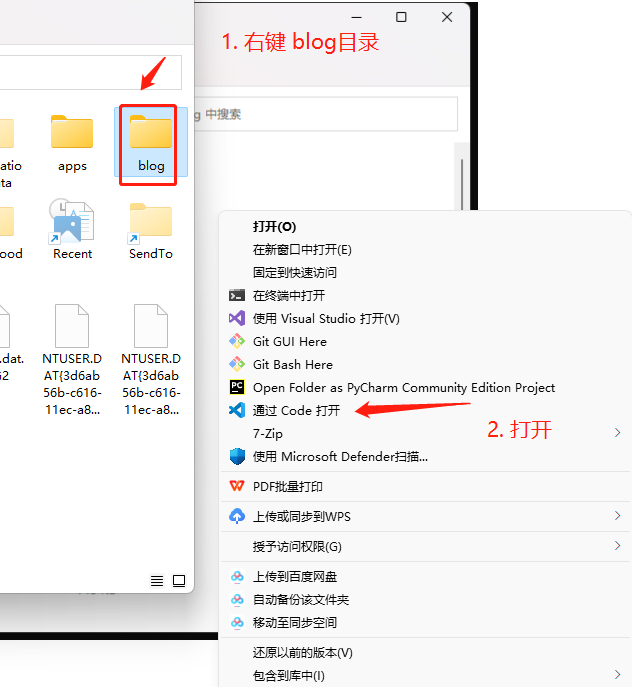 1. 右键 blog目录
g 中搜索
atio
ta
apps
blog
ood
Recent
SendTo
.dat.
G2
NTUSER.D
AT{3d6ab
56b-c616-
11ec-a8...
NTUSER.D
AT{3d6ab
56b-c616-
11ec-a8...
打开(O)
在新窗口中打开(E)
固定到快速访问
在终端中打开
使用 Visual Studio 打开(V)
Git GUI Here
Git Bash Here
Open Folder as PyCharm Community Edition Project
通过 Code 打开
2. 打开
7-Zip
使用 Microsoft Defender扫描...
PDF批量打印
上传或同步到WPS
授予访问权限(G)
上传到百度网盘
自动备份该文件夹
移动至同步空间
还原以前的版本(V)
包含到库中(I)